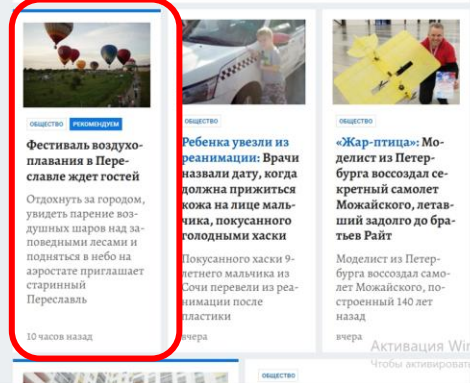 ОБЩЕСТВО РЕКОМЕНДУЕМ
Фестиваль воздухо-
плавания в Пере-
славле ждет гостей
Отдохнуть за городом,
увидеть парение воз-
душных шаров над за-
поведными лесами и
подняться в небо на
аэростате приглашает
старинный
Переславль
10 часов назад
ОБЩЕСТВО
Ребенка увезли из
реанимации: Врачи
назвали дату, когда
должна прижиться
кожа на лице маль-
чика, покусанного
голодными хаски
Покусанного хаски 9-
летнего мальчика из
Сочи перевели из реа-
нимации после
пластики
вчера
ОБЩЕСТВО
«Жар-птица»: Мо-
делист из Петер-
бурга воссоздал се-
кретный самолет
Можайского, летав-
ший задолго до бра-
тьев Райт
Моделист из Петер-
бурга воссоздал само-
лет Можайского, по-
строенный 140 лет
назад
вчера
Активация Win
Чтобы активироват
ОБЩЕСТВО